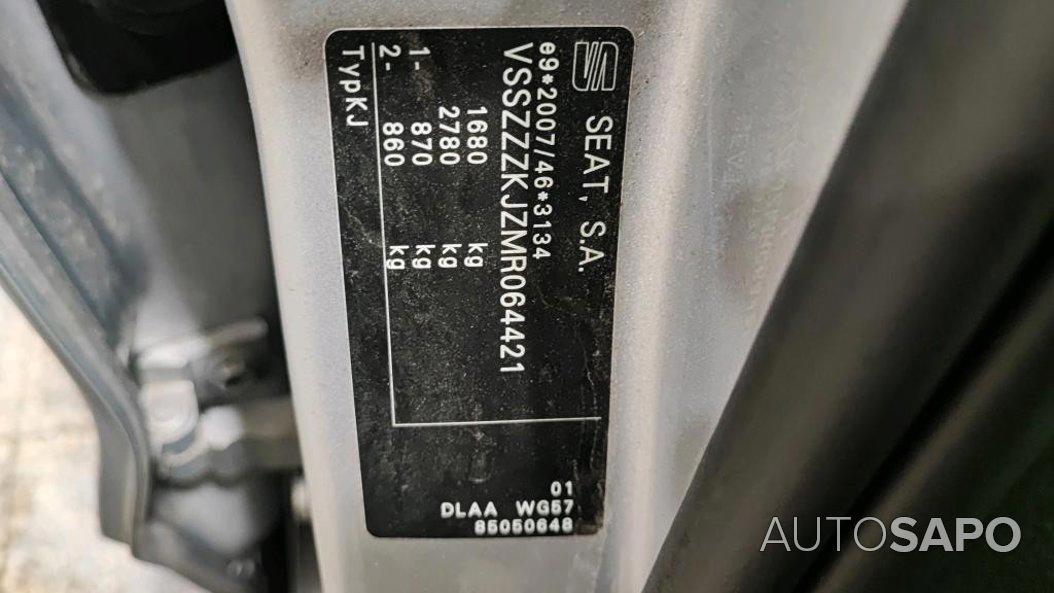 SEAT, S.A.
e9*2007/46*3134
VSSZZZKJZMR064421
1680 kg
2780 kg
1- 870 kg
2- 860 kg
TypKJ
01
DLAA WG57
85050648
AUTOSAPO